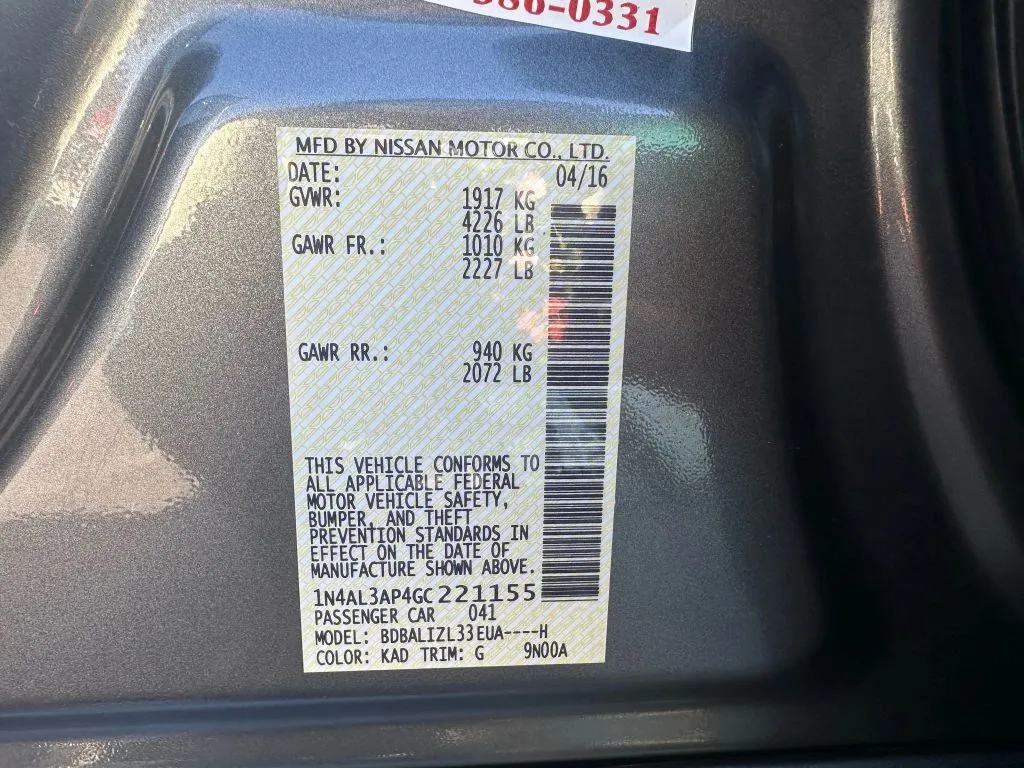 386-0331
MFD BY NISSAN MOTOR CO., LTD.
DATE: 04/16
GVWR: 1917 KG
4226 LB
GAWR FR.: 1010 KG
2227 LB
GAWR RR.: 940 KG
2072 LB
THIS VEHICLE CONFORMS TO
ALL APPLICABLE FEDERAL
MOTOR VEHICLE SAFETY,
BUMPER, AND THEFT
PREVENTION STANDARDS IN
EFFECT ON THE DATE OF
MANUFACTURE SHOWN ABOVE.
1N4AL3AP4GC221155
PASSENGER CAR 041
MODEL: BDBALIZL33EUA----H
COLOR: KAD TRIM: G 9N00A